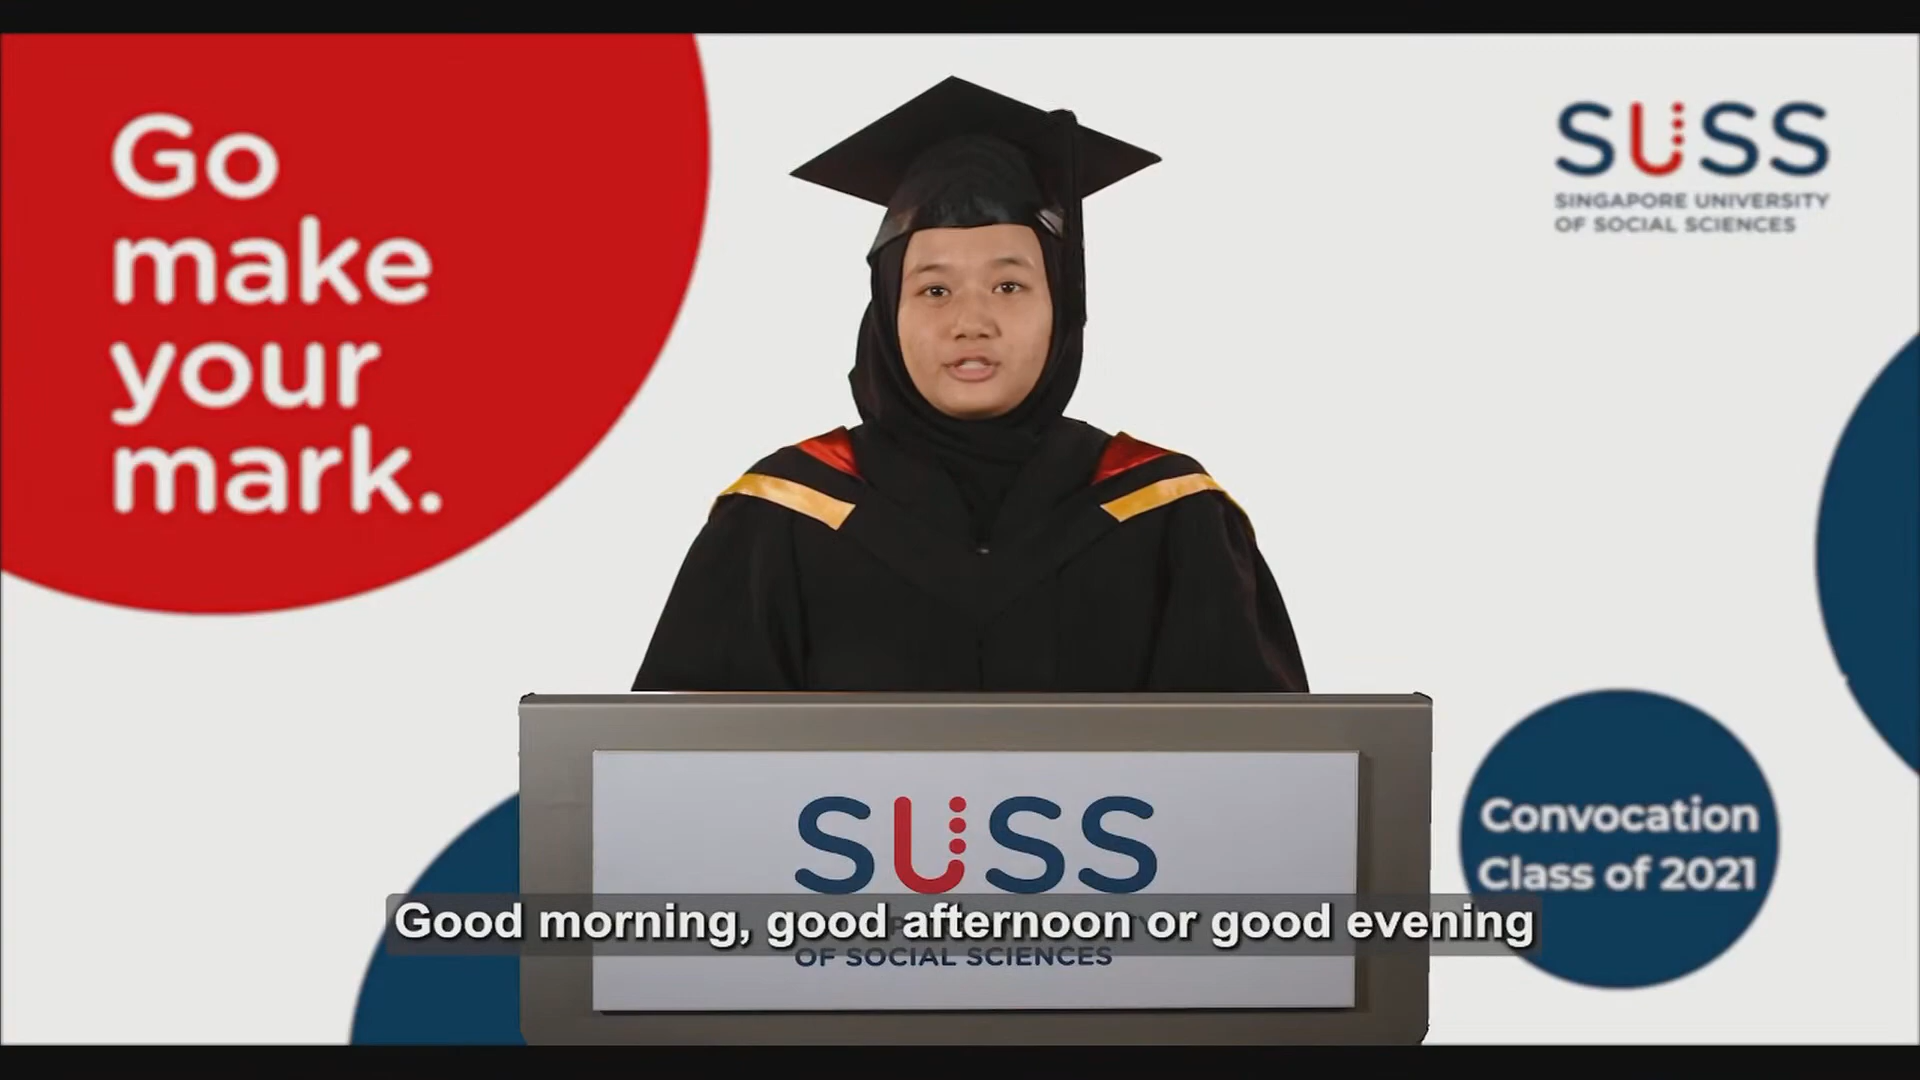 Go
make
your
mark.
SUSS
SINGAPORE UNIVERSITY
OF SOCIAL SCIENCES
SUSS
Good morning, good afternoon or good evening
OF SOCIAL SCIENCES
Convocation
Class of 2021